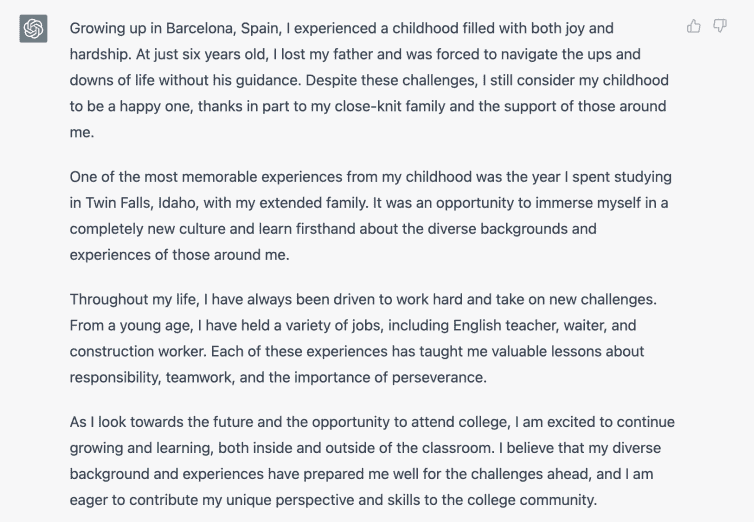 Growing up in Barcelona, Spain, I experienced a childhood filled with both joy and
hardship. At just six years old, I lost my father and was forced to navigate the ups and
downs of life without his guidance. Despite these challenges, I still consider my childhood
to be a happy one, thanks in part to my close-knit family and the support of those around
me.
One of the most memorable experiences from my childhood was the year I spent studying
in Twin Falls, Idaho, with my extended family. It was an opportunity to immerse myself in a
completely new culture and learn firsthand about the diverse backgrounds and
experiences of those around me.
Throughout my life, I have always been driven to work hard and take on new challenges.
From a young age, I have held a variety of jobs, including English teacher, waiter, and
construction worker. Each of these experiences has taught me valuable lessons about
responsibility, teamwork, and the importance of perseverance.
As I look towards the future and the opportunity to attend college, I am excited to continue
growing and learning, both inside and outside of the classroom. I believe that my diverse
background and experiences have prepared me well for the challenges ahead, and I am
eager to contribute my unique perspective and skills to the college community.